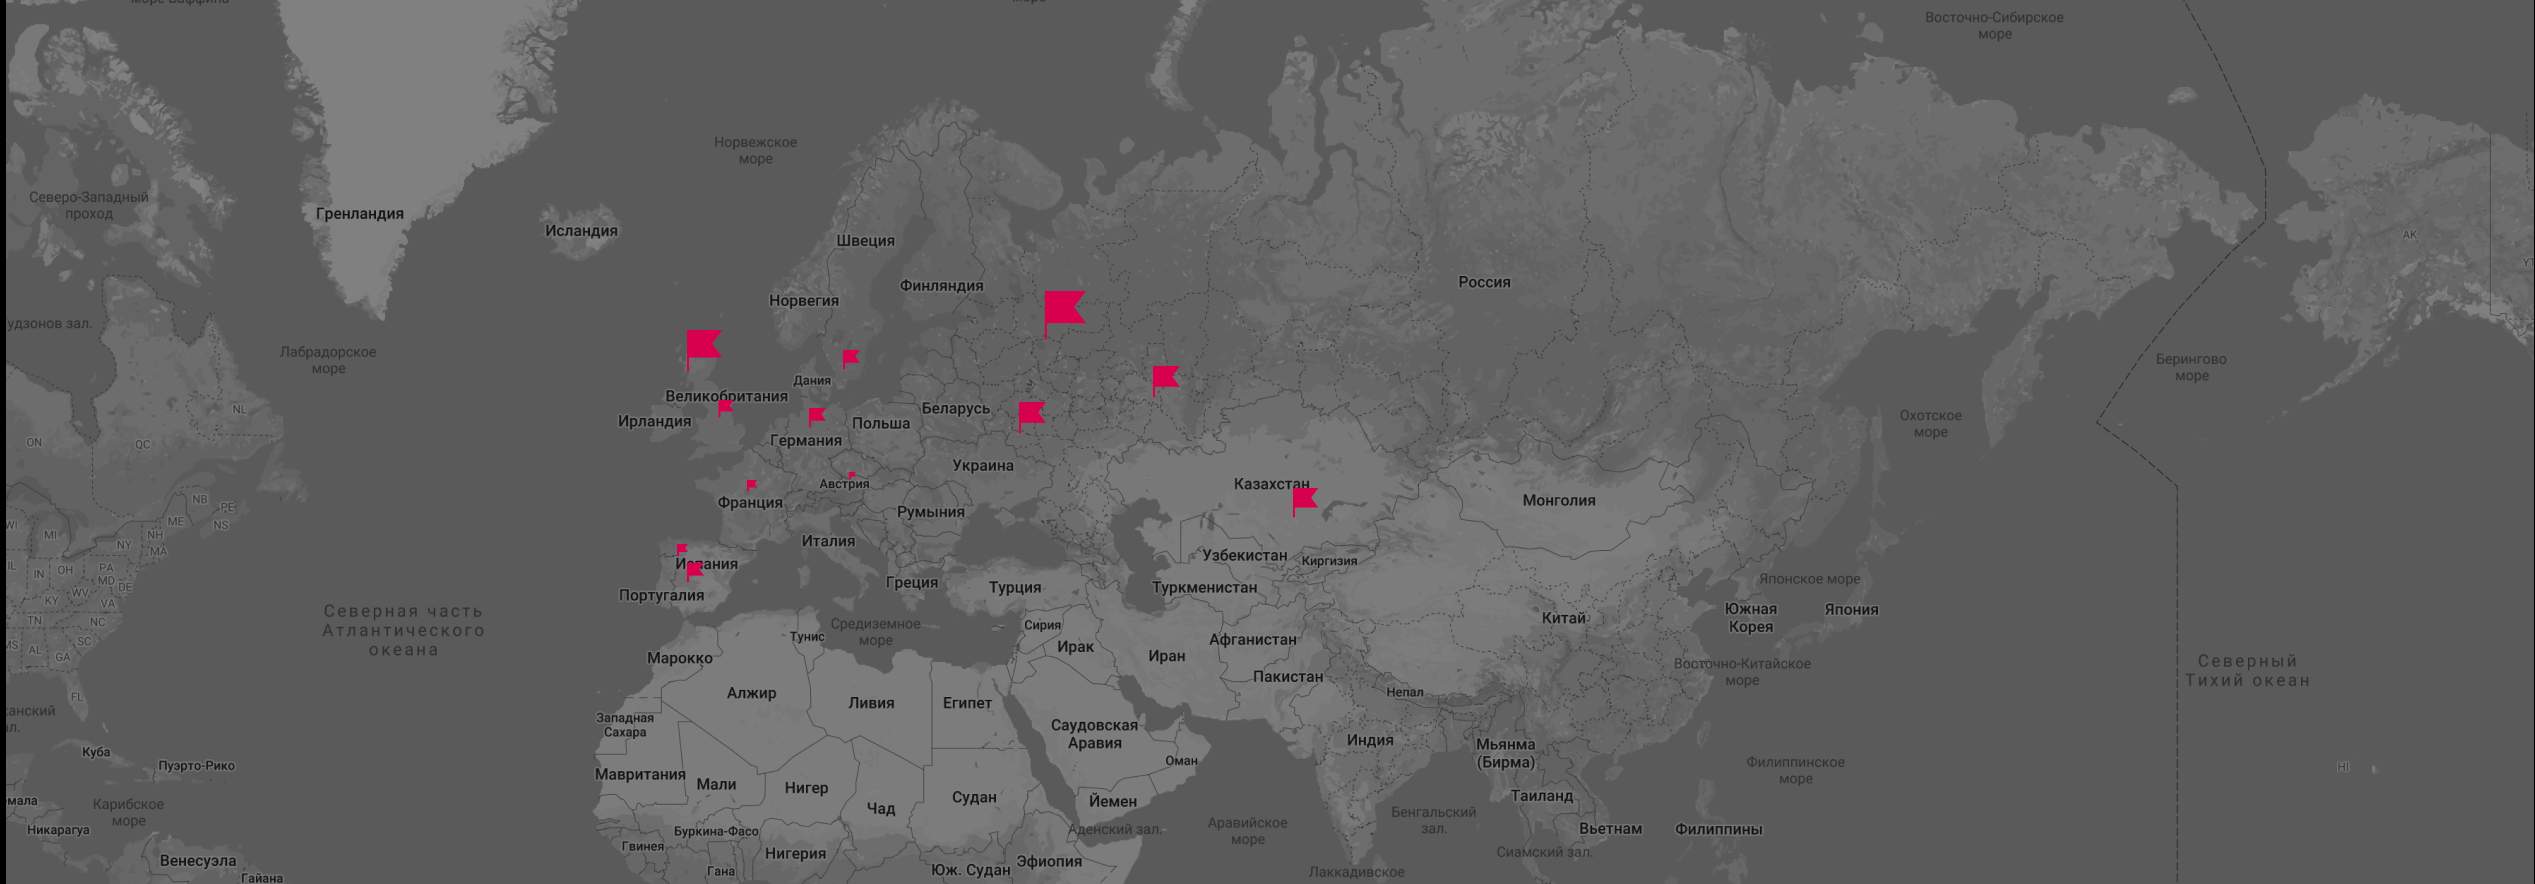 Восточно-Сибирское
море
Норвежское
море
Северо-Западный
проход
Гренландия
Исландия
Швеция
AK
YT
Финляндия
Россия
Норвегия
удзонов зал.
Лабрадорское
море
Берингово
море
Дания
Великобритания
NL
Беларусь
Охотское
море
Ирландия
Польша
ON
QC
Германия
Украина
Австрия
Казахстан
NB
Франция
Монголия
PE
Румыния
WI
ME
NS
MI
NH
NY
MA
Италия
Узбекистан
Киргизия
Испания
IL
IN
OH
PA
MD
DE
Греция
Турция
Туркменистан
Японское море
WV
KY
VA
Португалия
Северная часть
Атлантического
океана
Южная
Корея
Япония
TN
NC
Китай
Средиземное
море
Сирия
Тунис
MS
AL
SC
GA
Афганистан
Ирак
Марокко
Иран
Восточно-Китайское
море
Северный
Тихий океан
Пакистан
FL
Алжир
Непал
Ливия
Египет
Западная
Сахара
Саудовская
Аравия
Индия
Мьянма
(Бирма)
Куба
Оман
Пуэрто-Рико
Филиппинское
море
HI
Мавритания
Мали
Нигер
Судан
Таиланд
Йемен
Чад
Карибское
море
Бенгальский
зал.
Аравийское
море
Никарагуа
Буркина-Фасо
Аденский зал.
Вьетнам
Филиппины
Гвинея
Нигерия
Сиамский зал.
Венесуэла
Эфиопия
Гана
Юж. Судан
Лаккадивское
Гайана